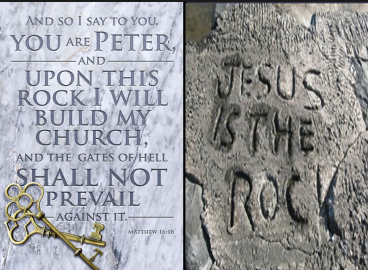 AND SO I SAY TO YOU,
YOU ARE PETER,
AND
UPON THIS
ROCK I WILL
BUILD MY
CHURCH,
AND THE GATES OF HELL
SHALL NOT
PREVAIL
AGAINST IT.
MATTHEW 16:18
JESUS
IS THE
ROCK